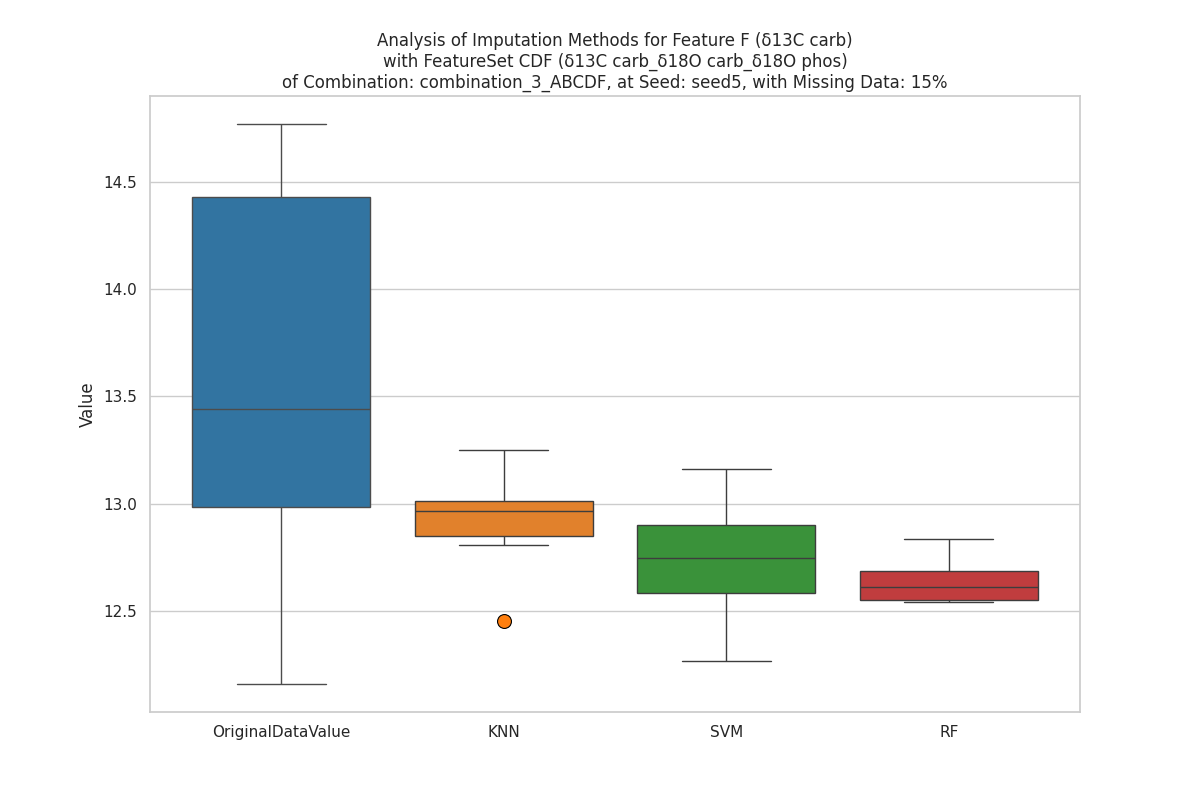 Analysis of Imputation Methods for Feature F (δ13C carb)
with FeatureSet CDF (δ13C carb_δ18O carb_δ18O phos)
of Combination: combination_3_ABCDF, at Seed: seed5, with Missing Data: 15%
14.5
14.0
13.5
13.0
12.5
Value
OriginalDataValue KNN SVM RF